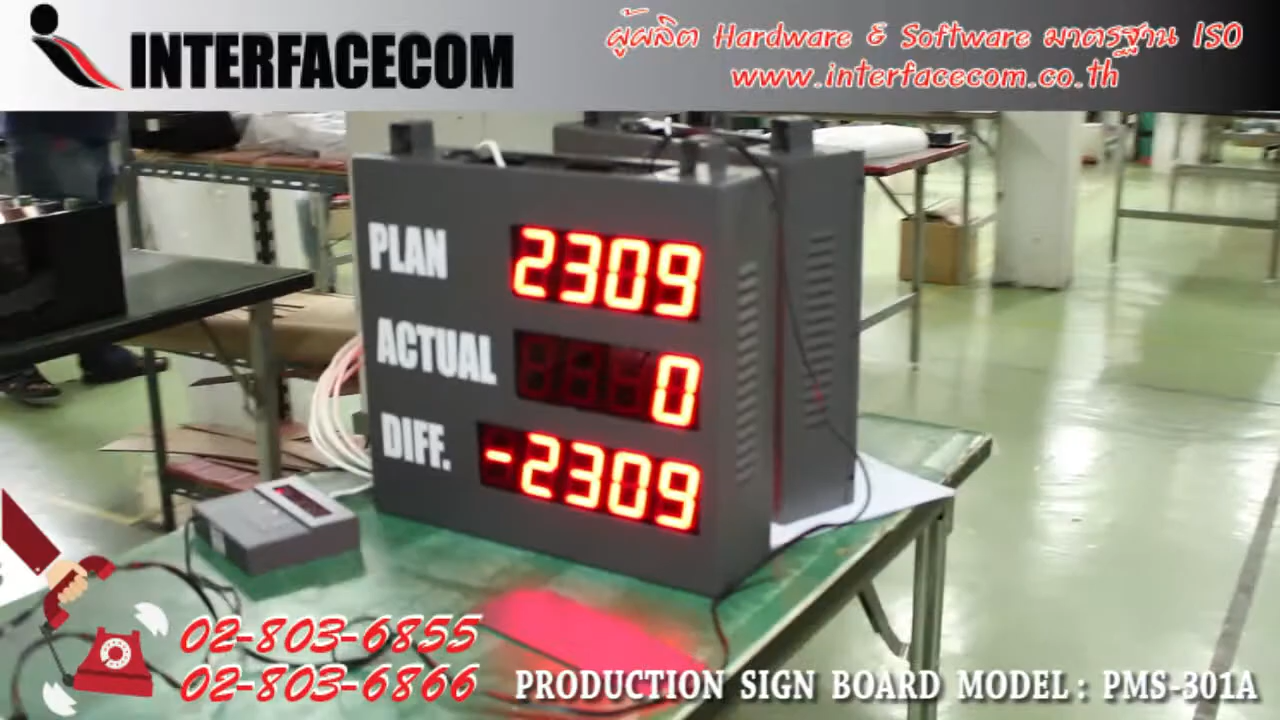 INTERFACECOM
ผู้ผลิต Hardware & Software มาตรฐาน ISO
www.interfacecom.co.th
PLAN 2309
ACTUAL 0
DIFF. -2309
02-803-6855
02-803-6866
PRODUCTION SIGN BOARD MODEL : PMS-301A